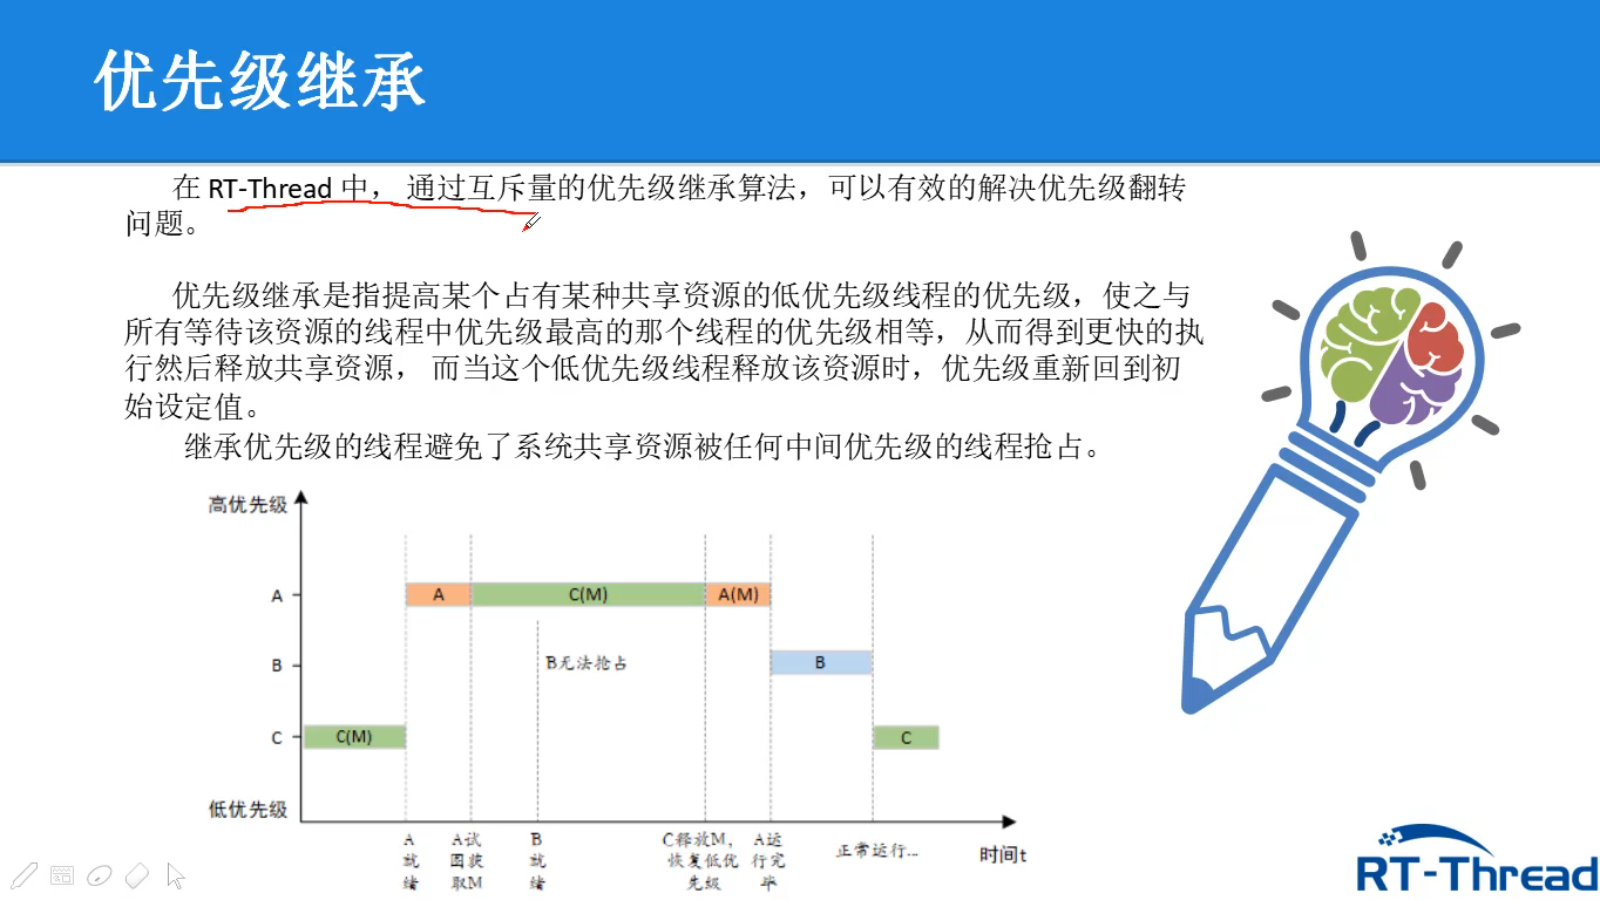 优先级继承
在 RT-Thread 中， 通过互斥量的优先级继承算法，可以有效的解决优先级翻转
问题。
优先级继承是指提高某个占有某种共享资源的低优先级线程的优先级，使之与
所有等待该资源的线程中优先级最高的那个线程的优先级相等，从而得到更快的执
行然后释放共享资源， 而当这个低优先级线程释放该资源时，优先级重新回到初
始设定值。
继承优先级的线程避免了系统共享资源被任何中间优先级的线程抢占。
高优先级
A
A
C(M)
A(M)
B无法抢占
B
B
C
C(M)
C
低优先级
A
就
绪
A试
图获
取M
B
就
绪
C释放M，
恢复低优
先级
A运
行完
毕
正常运行...
时间t
RT-Thread